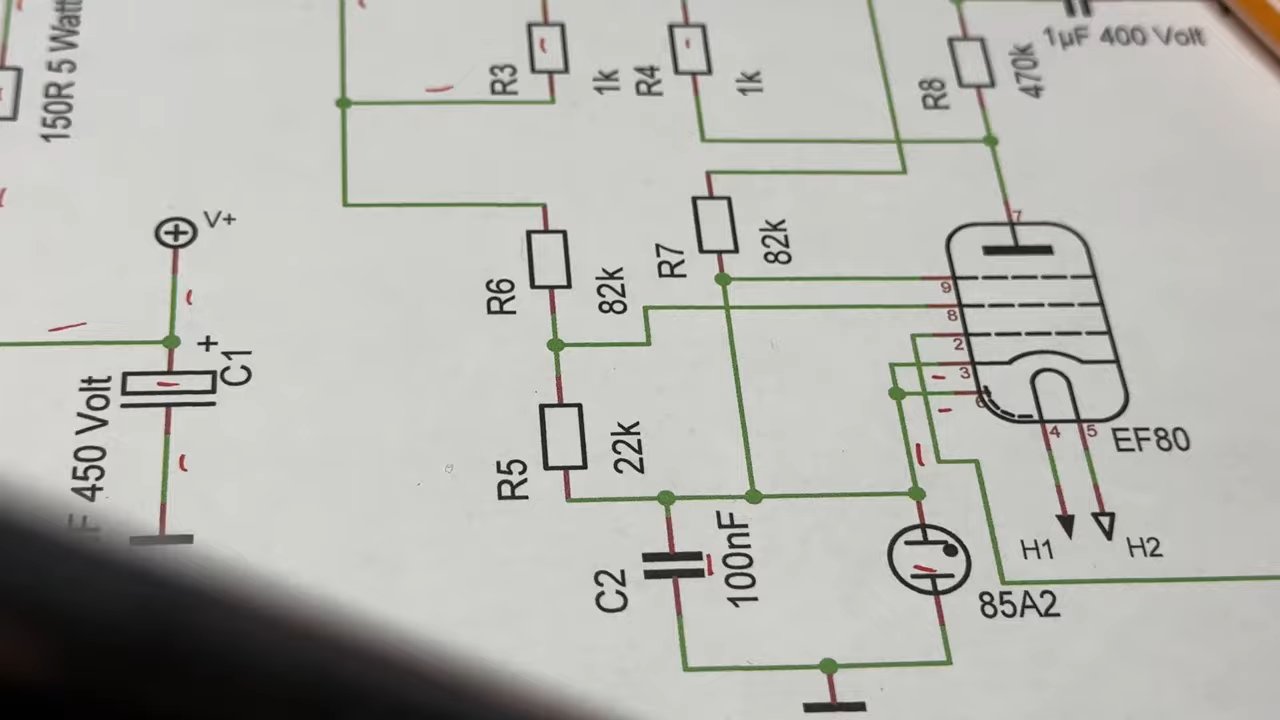 150R 5 Watt
R3
1k
R4
1k
R8
470k
1µF 400 Volt
V+
+
C1
F 450 Volt
R6
82k
R7
82k
7
9
8
2
3
6
4
5
EF80
R5
22k
H1
H2
C2
100nF
85A2